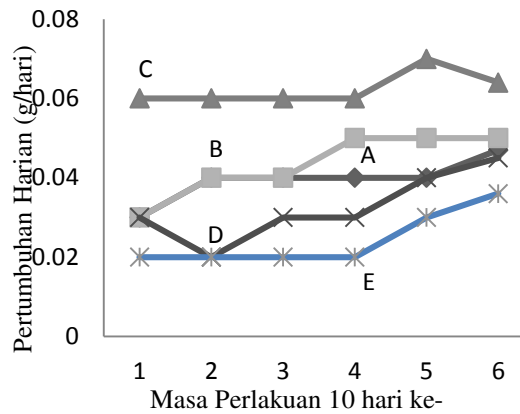 Pertumbuhan Harian (g/hari)
0.08
0.06
0.04
0.02
0
C
B
A
D
E
1 2 3 4 5 6
Masa Perlakuan 10 hari ke-